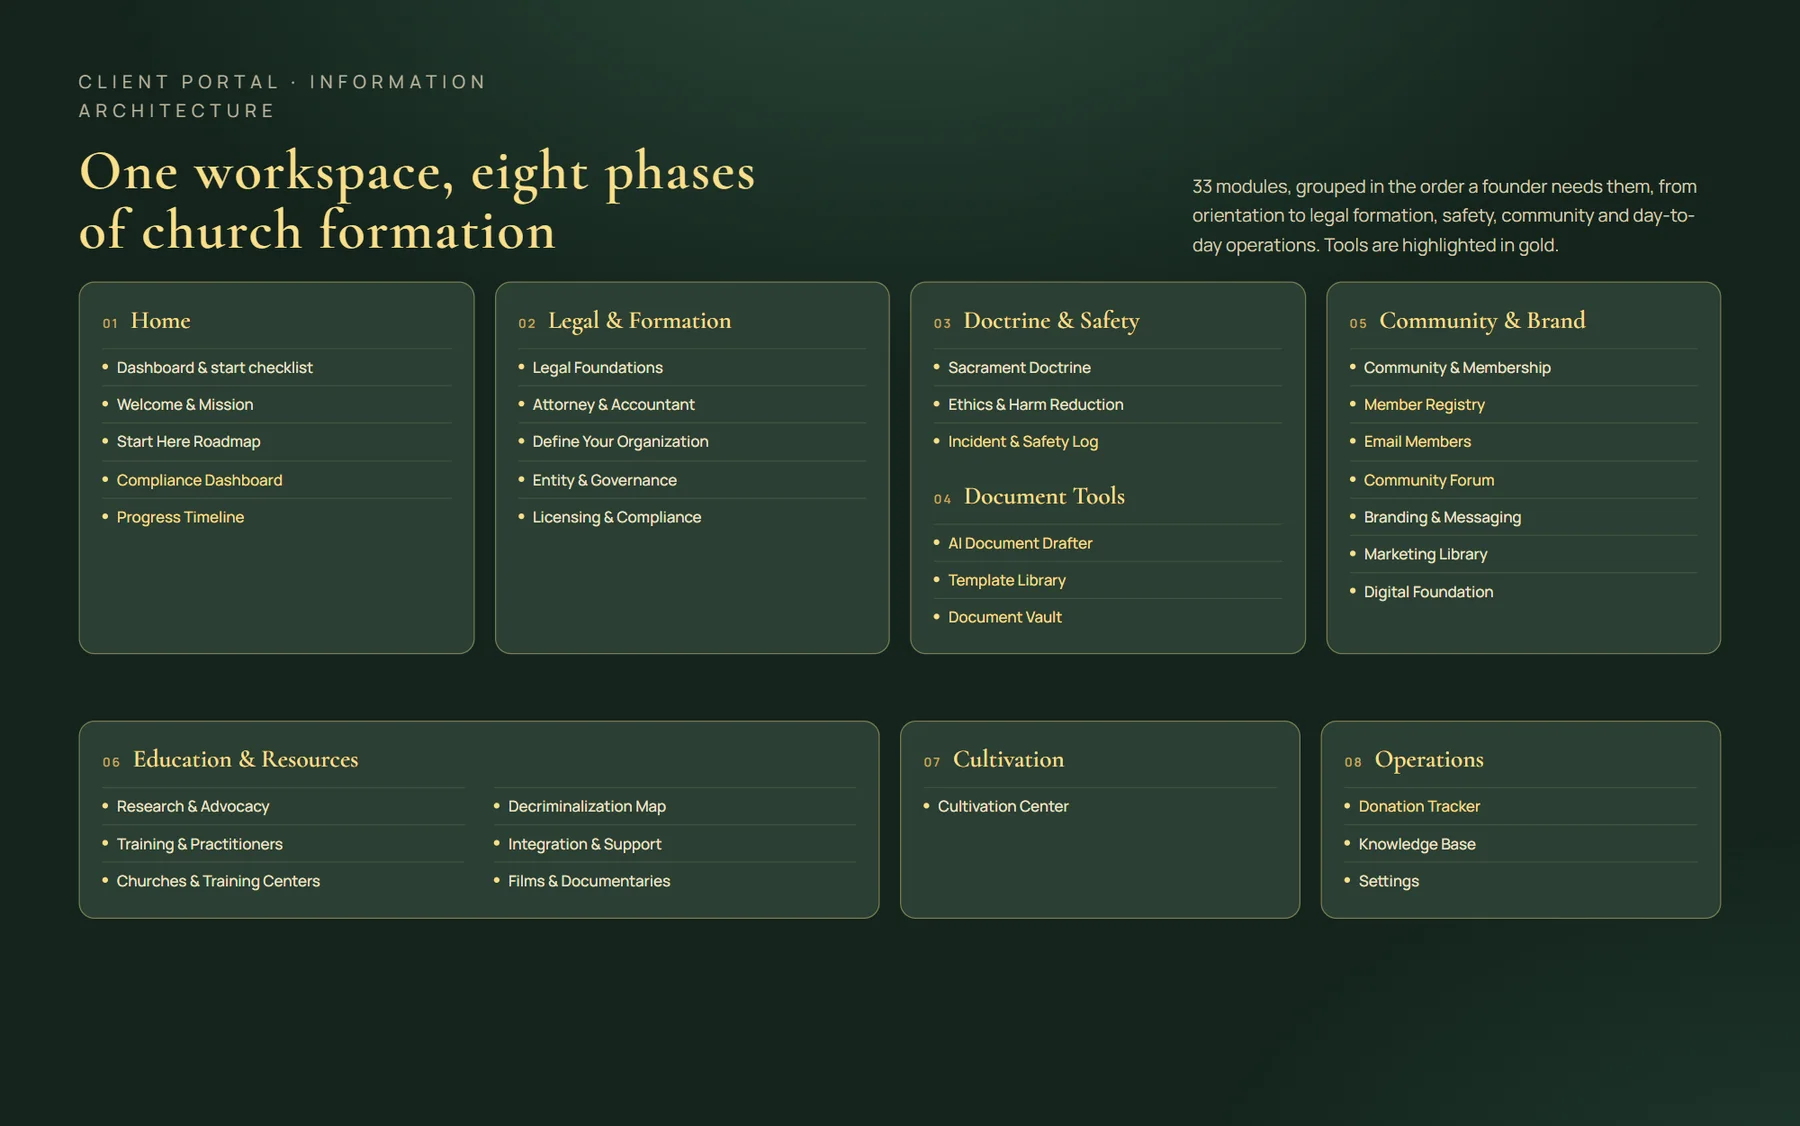 CLIENT PORTAL · INFORMATION
ARCHITECTURE
One workspace, eight phases
of church formation
33 modules, grouped in the order a founder needs them, from
orientation to legal formation, safety, community and day-to-
day operations. Tools are highlighted in gold.
01 Home
• Dashboard & start checklist
• Welcome & Mission
• Start Here Roadmap
• Compliance Dashboard
• Progress Timeline
02 Legal & Formation
• Legal Foundations
• Attorney & Accountant
• Define Your Organization
• Entity & Governance
• Licensing & Compliance
03 Doctrine & Safety
• Sacrament Doctrine
• Ethics & Harm Reduction
• Incident & Safety Log
04 Document Tools
• AI Document Drafter
• Template Library
• Document Vault
05 Community & Brand
• Community & Membership
• Member Registry
• Email Members
• Community Forum
• Branding & Messaging
• Marketing Library
• Digital Foundation
06 Education & Resources
• Research & Advocacy
• Training & Practitioners
• Churches & Training Centers
• Decriminalization Map
• Integration & Support
• Films & Documentaries
07 Cultivation
• Cultivation Center
08 Operations
• Donation Tracker
• Knowledge Base
• Settings